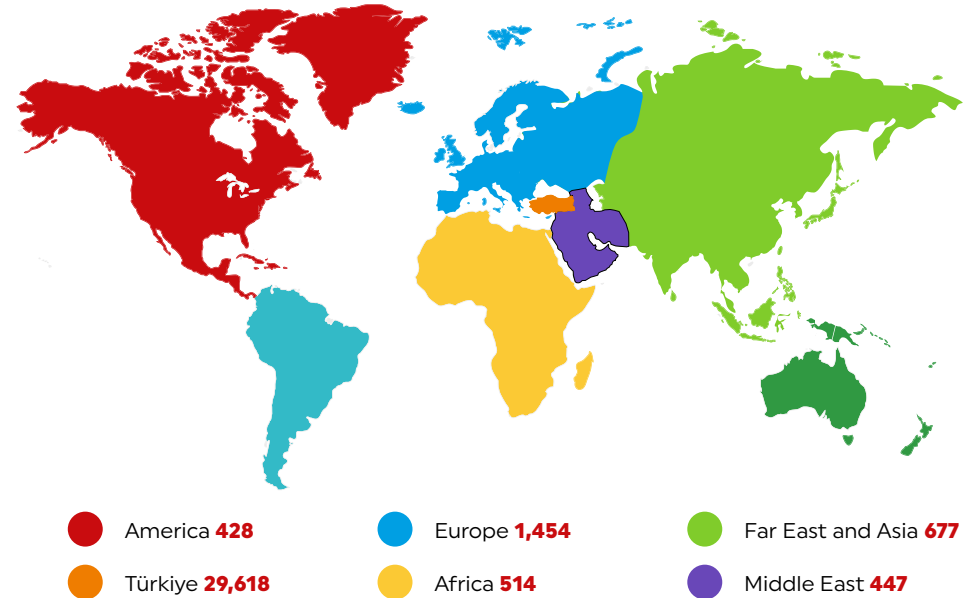 America 428
Europe 1,454
Far East and Asia 677
Türkiye 29,618
Africa 514
Middle East 447